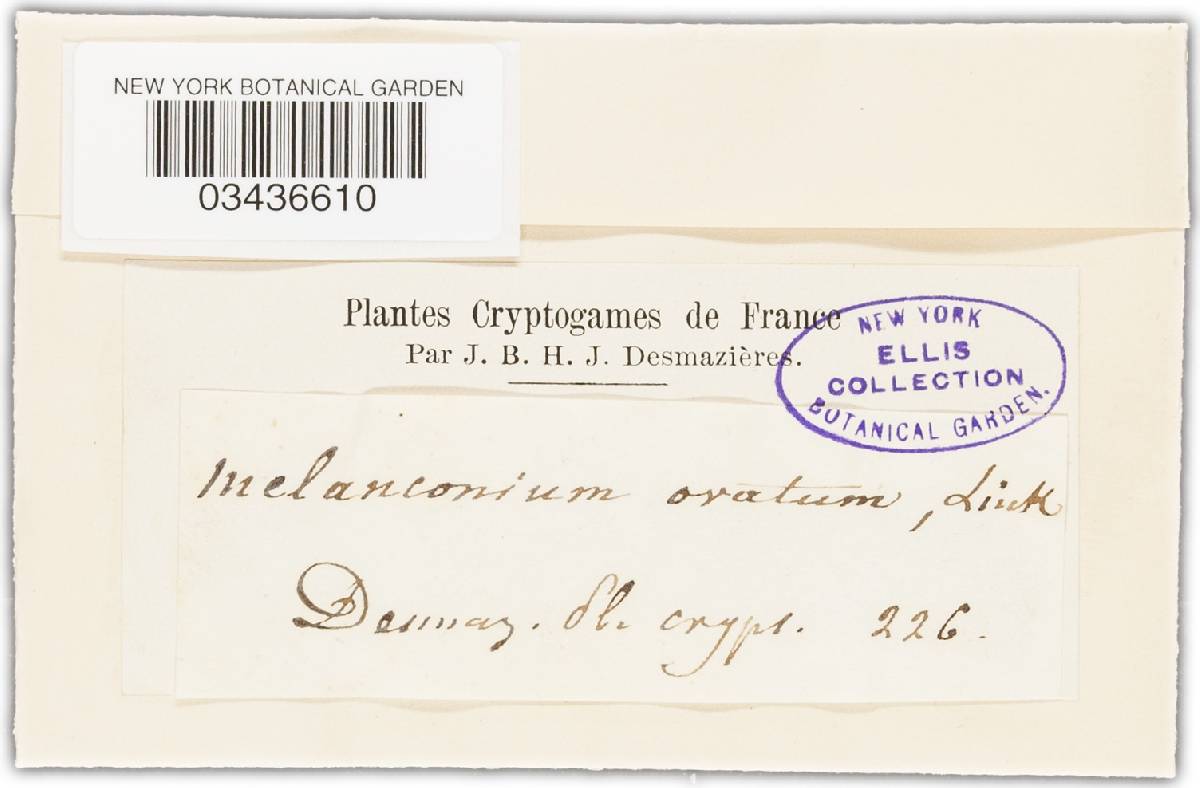 NEW YORK BOTANICAL GARDEN
03436610
Plantes Cryptogames de France
Par J. B. H. J. Desmazières.
NEW YORK
ELLIS
COLLECTION
BOTANICAL GARDEN.
Melanconium ovatum, Link
Desmaz. Pl. crypt. 226.